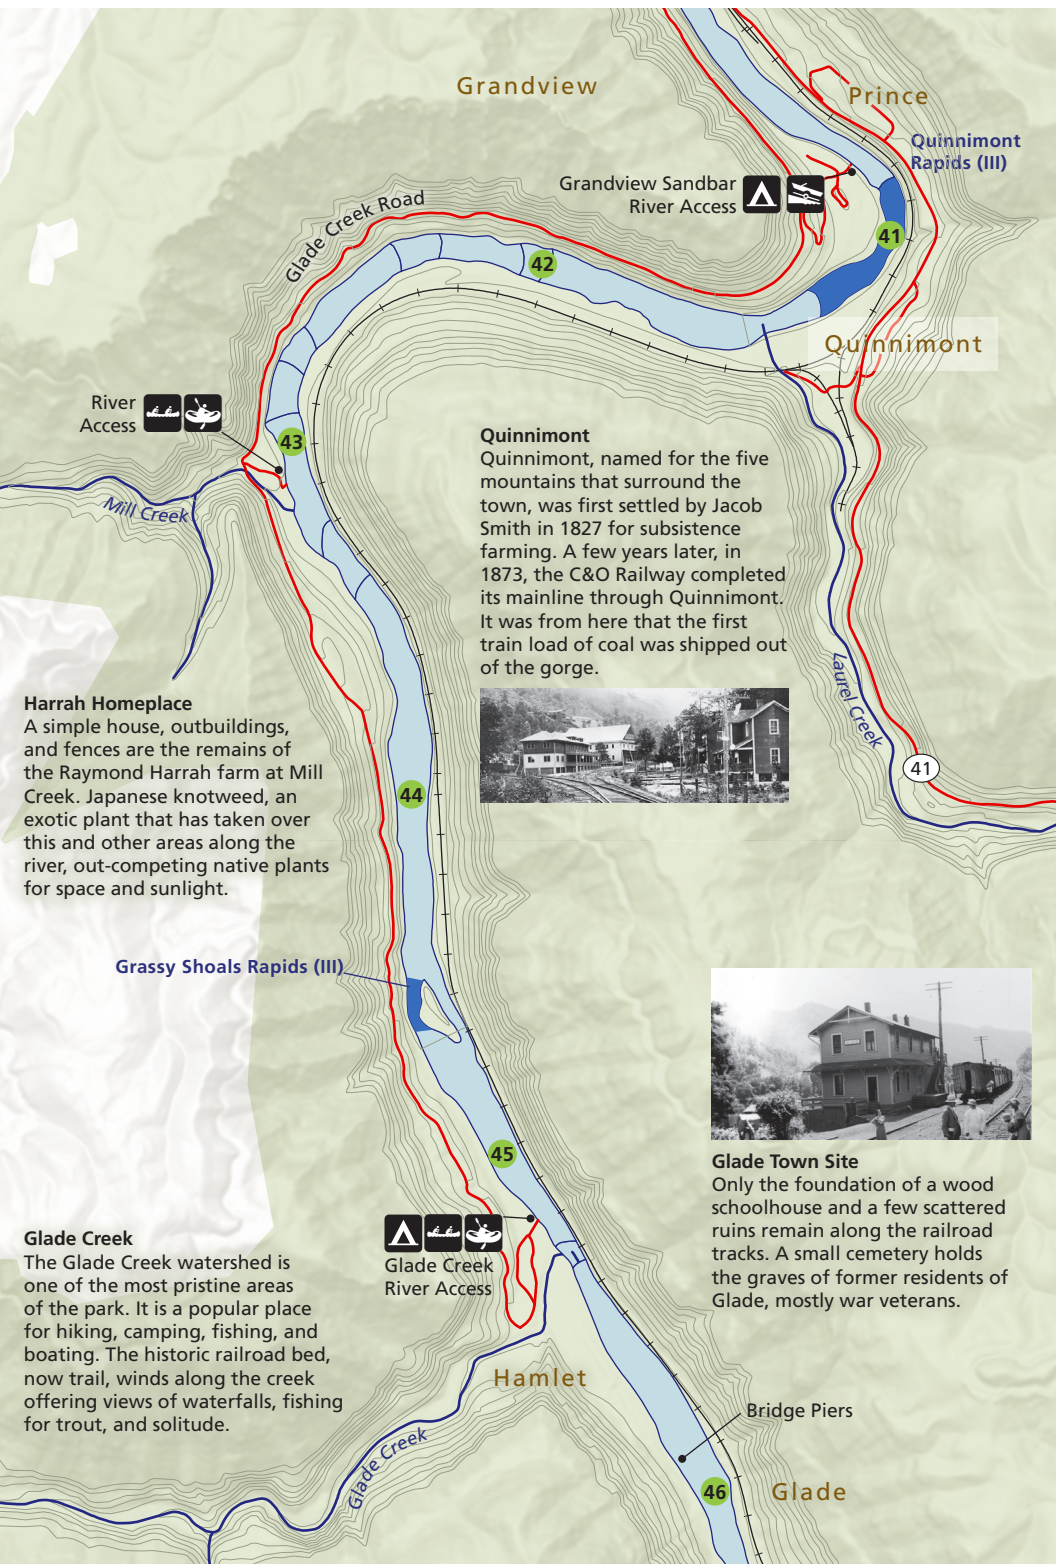 Grandview
Prince
Quinnimont
Rapids (III)
Grandview Sandbar
River Access
41
Glade Creek Road
42
Quinnimont
River
Access
43
Mill Creek
Quinnimont
Quinnimont, named for the five
mountains that surround the
town, was first settled by Jacob
Smith in 1827 for subsistence
farming. A few years later, in
1873, the C&O Railway completed
its mainline through Quinnimont.
It was from here that the first
train load of coal was shipped out
of the gorge.
Laurel Creek
41
Harrah Homeplace
A simple house, outbuildings,
and fences are the remains of
the Raymond Harrah farm at Mill
Creek. Japanese knotweed, an
exotic plant that has taken over
this and other areas along the
river, out-competing native plants
for space and sunlight.
44
Grassy Shoals Rapids (III)
45
Glade Town Site
Only the foundation of a wood
schoolhouse and a few scattered
ruins remain along the railroad
tracks. A small cemetery holds
the graves of former residents of
Glade, mostly war veterans.
Glade Creek
River Access
Glade Creek
The Glade Creek watershed is
one of the most pristine areas
of the park. It is a popular place
for hiking, camping, fishing, and
boating. The historic railroad bed,
now trail, winds along the creek
offering views of waterfalls, fishing
for trout, and solitude.
Hamlet
Bridge Piers
Glade Creek
46
Glade